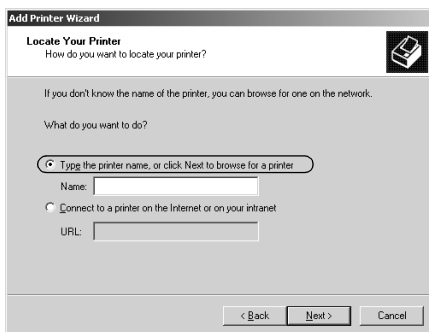 Add Printer Wizard
Locate Your Printer
How do you want to locate your printer?
If you don't know the name of the printer, you can browse for one on the network.
What do you want to do?
Type the printer name, or click Next to browse for a printer
Name:
Connect to a printer on the Internet or on your intranet
URL:
< Back
Next >
Cancel